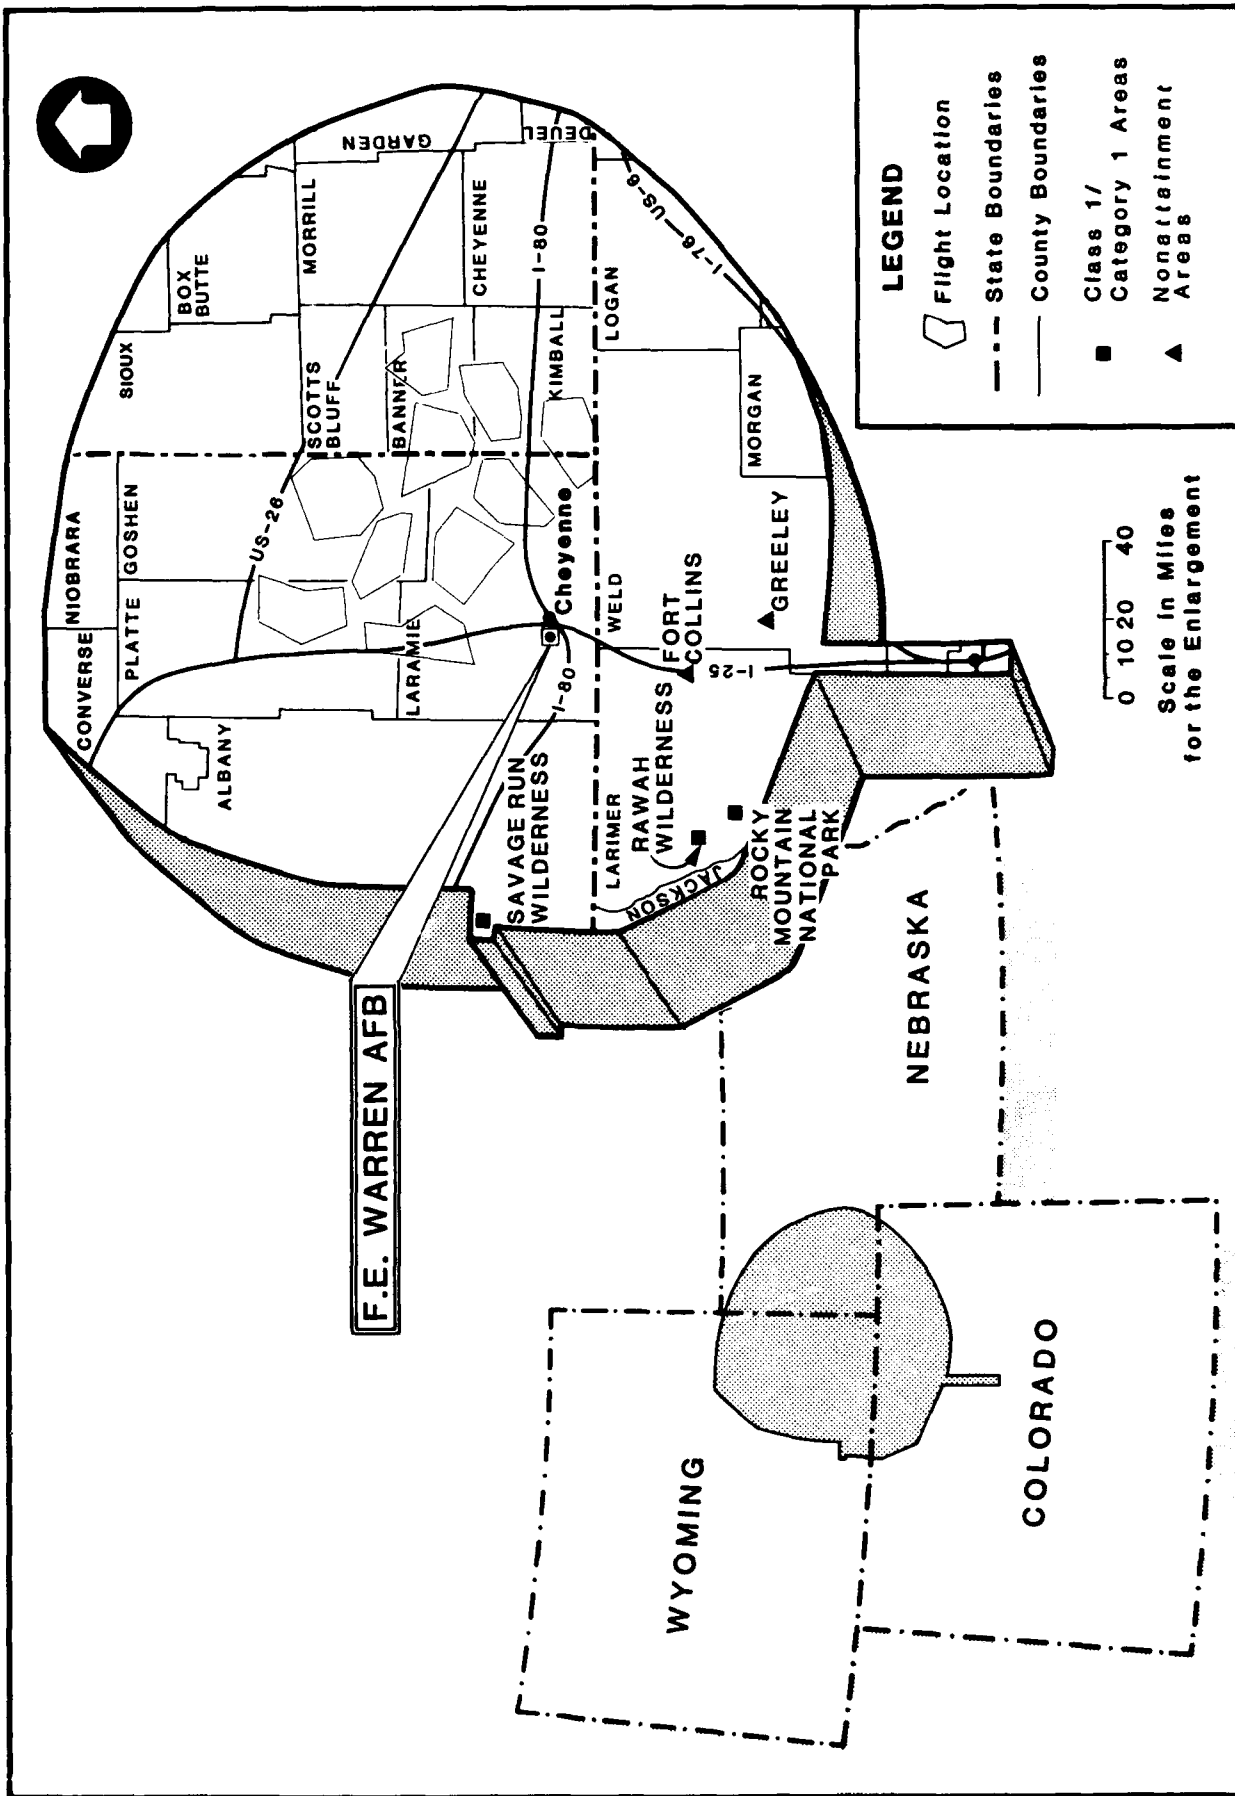 CONVERSE
NIOBRARA
PLATTE
GOSHEN
SIOUX
BOX
BUTTE
ALBANY
US-26
SCOTTS
BLUFF
MORRILL
GARDEN
LARAMIE
BANNER
CHEYENNE
I-80
DEUEL
KIMBALL
Cheyenne
I-80
F.E. WARREN AFB
SAVAGE RUN
WILDERNESS
LARIMER
WELD
LOGAN
US-6
I-76
RAWAH
WILDERNESS
FORT
COLLINS
JACKSON
I-25
GREELEY
MORGAN
ROCKY
MOUNTAIN
NATIONAL
PARK
WYOMING
NEBRASKA
COLORADO
0 10 20 40
Scale in Miles
for the Enlargement
LEGEND
Flight Location
State Boundaries
County Boundaries
Class 1/
Category 1 Areas
Nonattainment
Areas